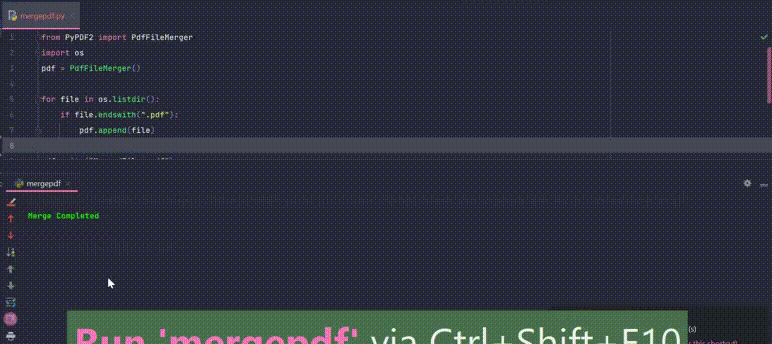 mergepdf.py
1 from PyPDF2 import PdfFileMerger
2 import os
3 pdf = PdfFileMerger()
4
5 for file in os.listdir():
6 if file.endswith(".pdf"):
7 pdf.append(file)
8
mergepdf
Merge Completed
Run 'mergepdf' via Ctrl+Shift+F10
(s)
this shortcut)